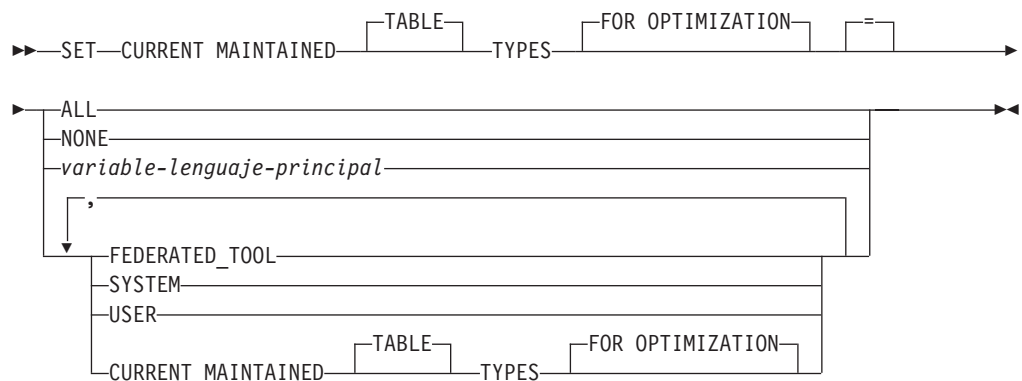 TABLE FOR OPTIMIZATION =
SET CURRENT MAINTAINED TYPES
ALL
NONE
variable-lenguaje-principal
,
FEDERATED_TOOL
SYSTEM
USER
TABLE FOR OPTIMIZATION
CURRENT MAINTAINED TYPES